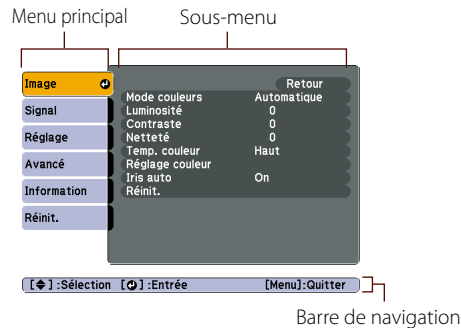 Menu principal
Sous-menu
Image
Signal
Réglage
Avancé
Information
Réinit.
Retour
Mode couleurs Automatique
Luminosité 0
Contraste 0
Netteté 0
Temp. couleur Haut
Réglage couleur
Iris auto On
Réinit.
[ ] :Sélection [ ] :Entrée [Menu]:Quitter
Barre de navigation